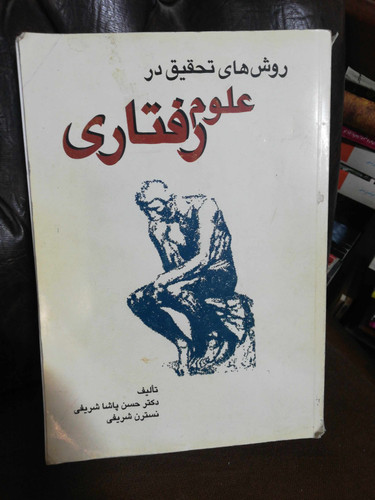 روش‌های تحقیق در
علوم رفتاری
تألیف
دکتر حسن پاشا شریفی
نسترن شریفی